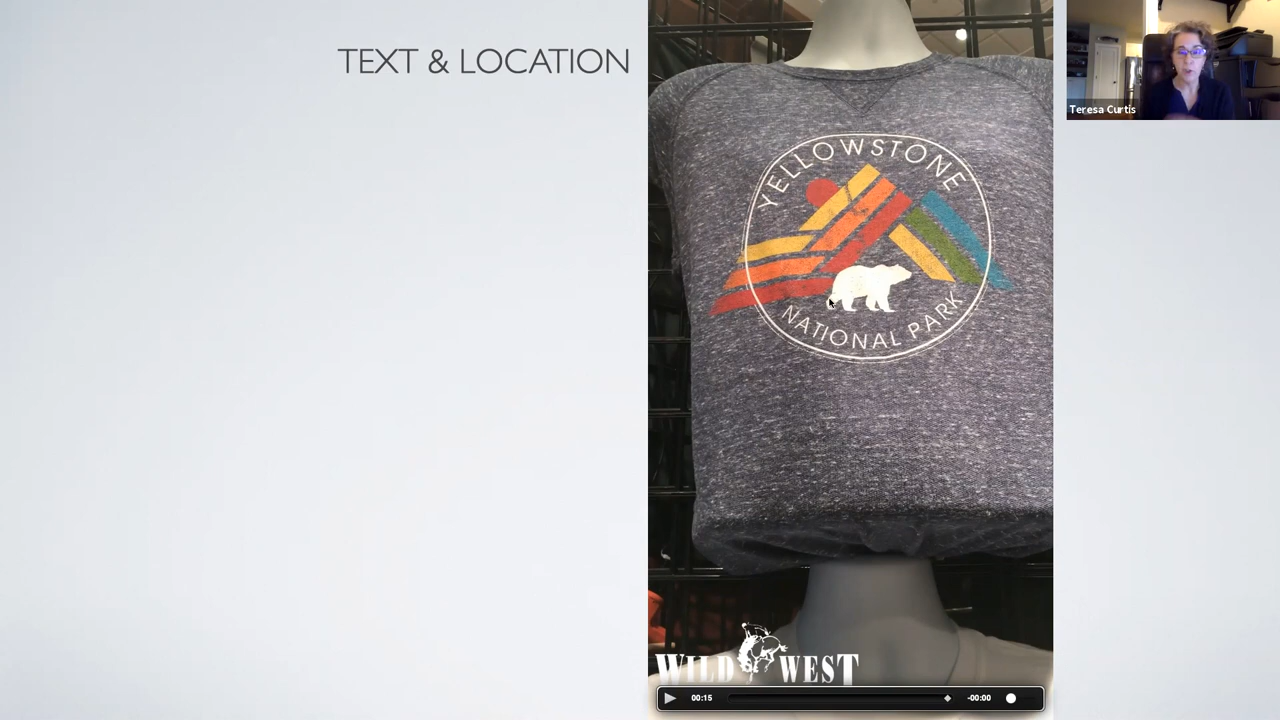 TEXT & LOCATION
Teresa Curtis
YELLOWSTONE
NATIONAL PARK
WILD WEST
00:15
-00:00